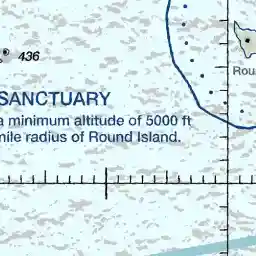 436
Rou
SANCTUARY
a minimum altitude of 5000 ft
mile radius of Round Island.